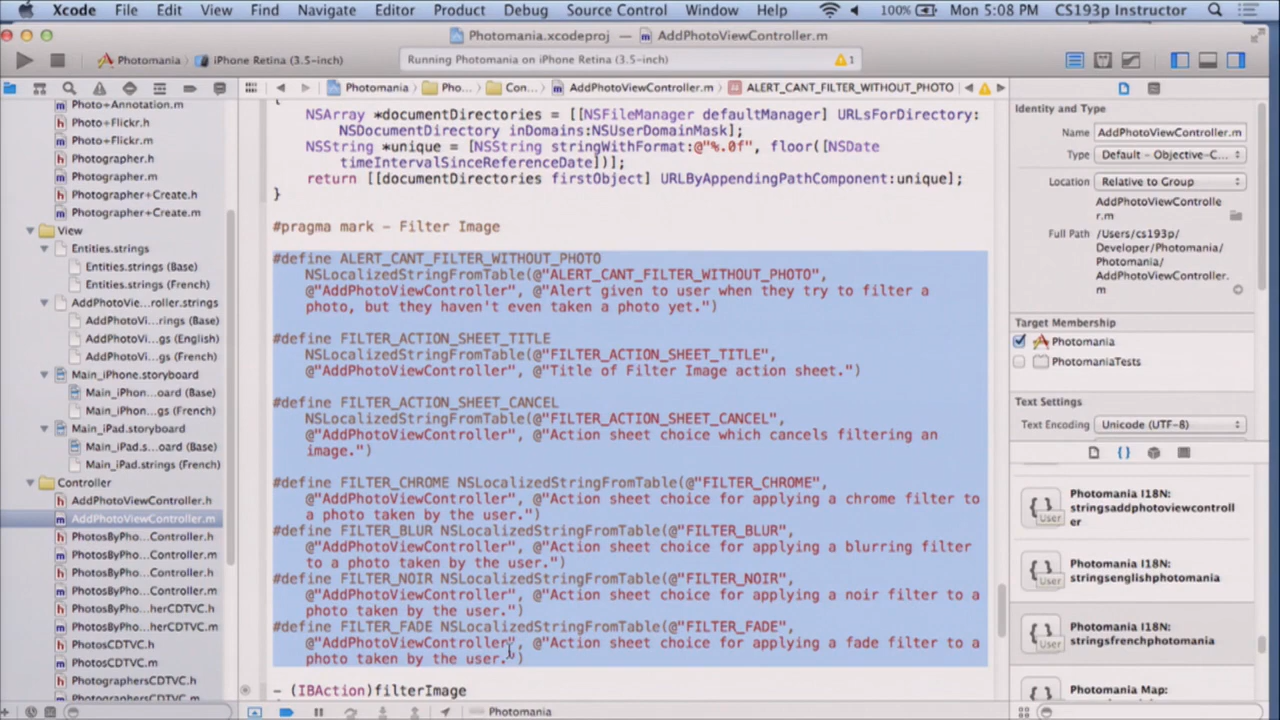 Xcode File Edit View Find Navigate Editor Product Debug Source Control Window Help 100% Mon 5:08 PM CS193p Instructor
Photomania.xcodeproj — AddPhotoViewController.m
Photomania iPhone Retina (3.5-inch) Running Photomania on iPhone Retina (3.5-inch) 1
Photomania Pho... Con... AddPhotoViewController.m ALERT_CANT_FILTER_WITHOUT_PHOTO
Photo+Annotation.m
Photo+Flickr.h
Photo+Flickr.m
Photographer.h
Photographer.m
Photographer+Create.h
Photographer+Create.m
View
Entities.strings
Entities.strings (Base)
Entities.strings (French)
AddPhotoVie...roller.strings
AddPhotoVi...rings (Base)
AddPhotoVi...gs (English)
AddPhotoVi...gs (French)
Main_iPhone.storyboard
Main_iPhon...oard (Base)
Main_iPhon...gs (French)
Main_iPad.storyboard
Main_iPad.s...oard (Base)
Main_iPad.strings (French)
Controller
AddPhotoViewController.h
AddPhotoViewController.m
PhotosByPho...Controller.h
PhotosByPho...Controller.m
PhotosByPho...Controller.h
PhotosByPho...Controller.m
PhotosByPho...herCDTVC.h
PhotosByPho...herCDTVC.m
PhotosCDTVC.h
PhotosCDTVC.m
PhotographersCDTVC.h
PhotographersCDTVC.m
{
NSArray *documentDirectories = [[NSFileManager defaultManager] URLsForDirectory:
NSDocumentDirectory inDomains:NSUserDomainMask];
NSString *unique = [NSString stringWithFormat:@"%.0f", floor([NSDate
timeIntervalSinceReferenceDate])];
return [[documentDirectories firstObject] URLByAppendingPathComponent:unique];
}
#pragma mark - Filter Image
#define ALERT_CANT_FILTER_WITHOUT_PHOTO
NSLocalizedStringFromTable(@"ALERT_CANT_FILTER_WITHOUT_PHOTO",
@"AddPhotoViewController", @"Alert given to user when they try to filter a
photo, but they haven't even taken a photo yet.")
#define FILTER_ACTION_SHEET_TITLE
NSLocalizedStringFromTable(@"FILTER_ACTION_SHEET_TITLE",
@"AddPhotoViewController", @"Title of Filter Image action sheet.")
#define FILTER_ACTION_SHEET_CANCEL
NSLocalizedStringFromTable(@"FILTER_ACTION_SHEET_CANCEL",
@"AddPhotoViewController", @"Action sheet choice which cancels filtering an
image.")
#define FILTER_CHROME NSLocalizedStringFromTable(@"FILTER_CHROME",
@"AddPhotoViewController", @"Action sheet choice for applying a chrome filter to
a photo taken by the user.")
#define FILTER_BLUR NSLocalizedStringFromTable(@"FILTER_BLUR",
@"AddPhotoViewController", @"Action sheet choice for applying a blurring filter
to a photo taken by the user.")
#define FILTER_NOIR NSLocalizedStringFromTable(@"FILTER_NOIR",
@"AddPhotoViewController", @"Action sheet choice for applying a noir filter to a
photo taken by the user.")
#define FILTER_FADE NSLocalizedStringFromTable(@"FILTER_FADE",
@"AddPhotoViewController", @"Action sheet choice for applying a fade filter to a
photo taken by the user.")
- (IBAction)filterImage
Photomania
Identity and Type
Name AddPhotoViewController.m
Type Default - Objective-C...
Location Relative to Group
AddPhotoViewControlle
r.m
Full Path /Users/cs193p/
Developer/Photomania/
Photomania/
AddPhotoViewController.
m
Target Membership
Photomania
PhotomaniaTests
Text Settings
Text Encoding Unicode (UTF-8)
{ }
User
Photomania I18N:
stringsaddphotoviewcontroll
er
{ }
User
Photomania I18N:
stringsenglishphotomania
{ }
User
Photomania I18N:
stringsfrenchphotomania
Photomania Map: